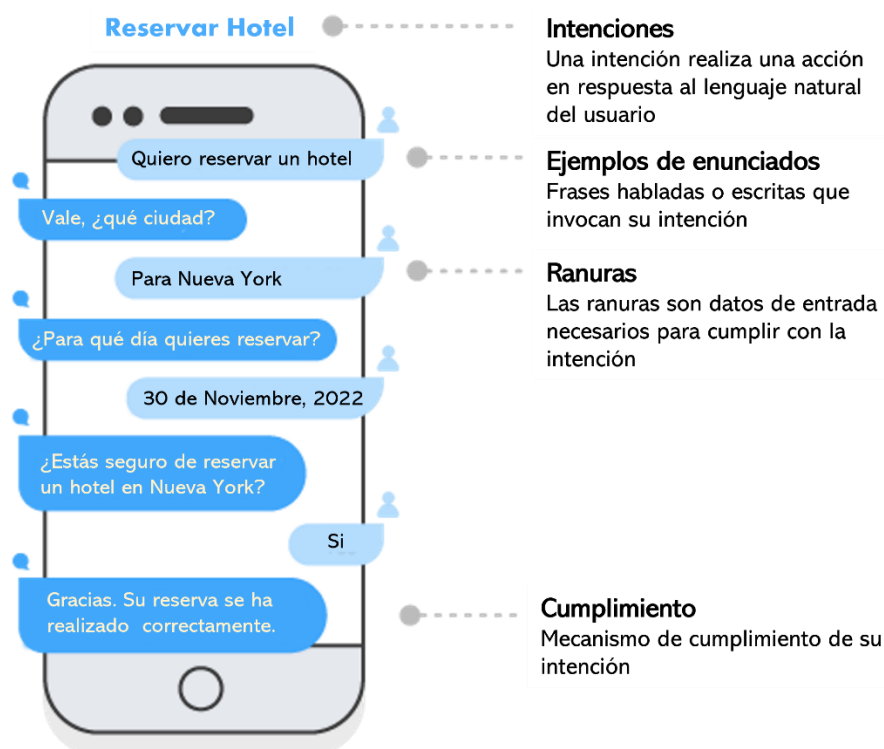 Reservar Hotel
Intenciones
Una intención realiza una acción
en respuesta al lenguaje natural
del usuario
Quiero reservar un hotel
Ejemplos de enunciados
Frases habladas o escritas que
invocan su intención
Vale, ¿qué ciudad?
Para Nueva York
Ranuras
Las ranuras son datos de entrada
necesarios para cumplir con la
intención
¿Para qué día quieres reservar?
30 de Noviembre, 2022
¿Estás seguro de reservar
un hotel en Nueva York?
Si
Gracias. Su reserva se ha
realizado correctamente.
Cumplimiento
Mecanismo de cumplimiento de su
intención